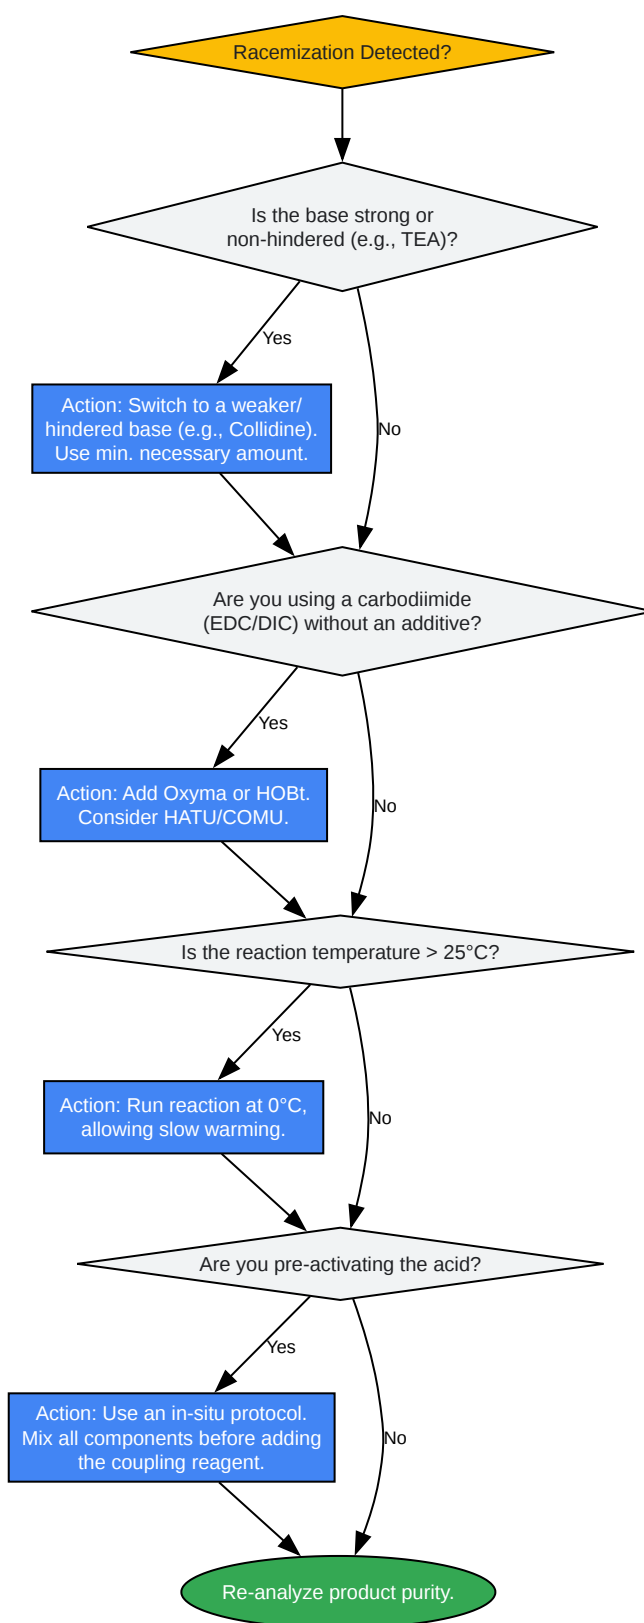 Racemization Detected?
Is the base strong or
non-hindered (e.g., TEA)?
Yes
No
Action: Switch to a weaker/
hindered base (e.g., Collidine).
Use min. necessary amount.
Are you using a carbodiimide
(EDC/DIC) without an additive?
Yes
No
Action: Add Oxyma or HOBt.
Consider HATU/COMU.
Is the reaction temperature > 25°C?
Yes
No
Action: Run reaction at 0°C,
allowing slow warming.
Are you pre-activating the acid?
Yes
No
Action: Use an in-situ protocol.
Mix all components before adding
the coupling reagent.
Re-analyze product purity.